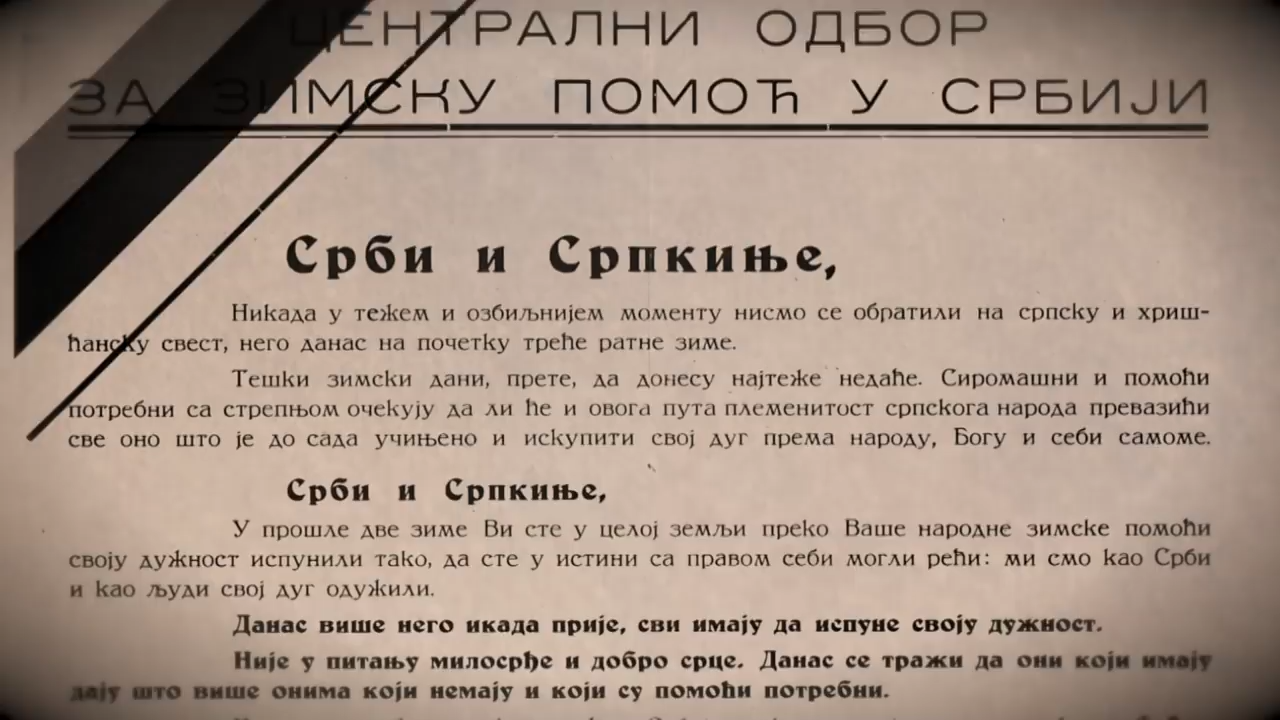 ЦЕНТРАЛНИ ОДБОР
ЗА ЗИМСКУ ПОМОЋ У СРБИЈИ
Срби и Српкиње,
Никада у тежем и озбиљнијем моменту нисмо се обратили на српску и хриш-
ћанску свест, него данас на почетку треће ратне зиме.
Тешки зимски дани, прете, да донесу најтеже недаће. Сиромашни и помоћи
потребни са стрепњом очекују да ли ће и овога пута племенитост српскога народа превазићи
све оно што је до сада учињено и искупити свој дуг према народу, Богу и себи самоме.
Срби и Српкиње,
У прошле две зиме Ви сте у целој земљи преко Ваше народне зимске помоћи
своју дужност испунили тако, да сте у истини са правом себи могли рећи: ми смо као Срби
и као људи свој дуг одужили.
Данас више него икада прије, сви имају да испуне своју дужност.
Није у питању милосрђе и добро срце. Данас се тражи да они који имају
дају што више онима који немају и који су помоћи потребни.